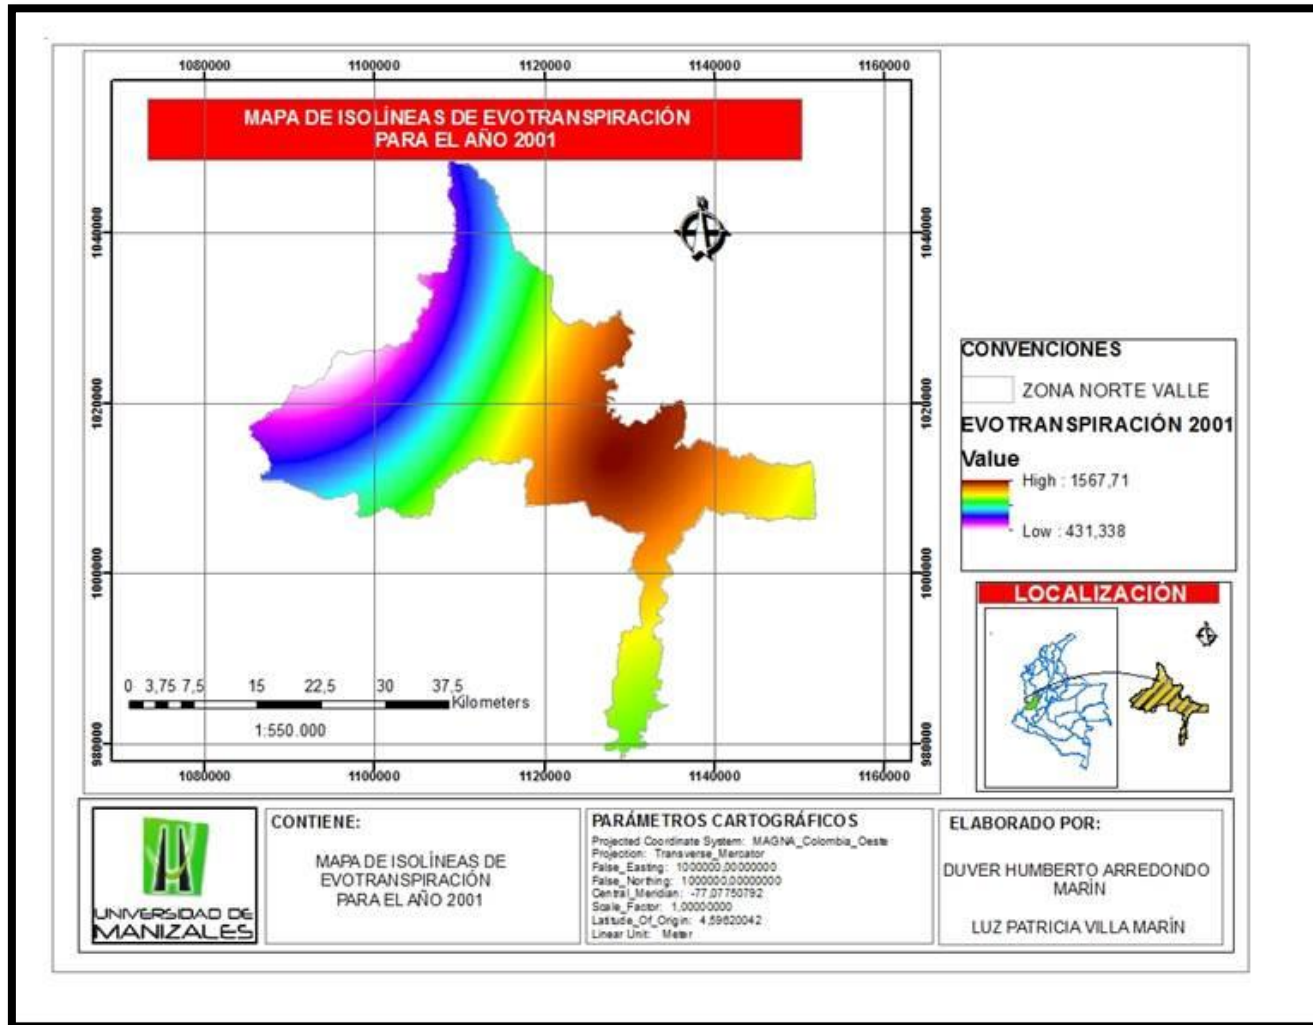 1080000 1100000 1120000 1140000 1160000
MAPA DE ISOLÍNEAS DE EVOTRANSPIRACIÓN
PARA EL AÑO 2001
1040000
1040000
1020000
1020000
1000000
1000000
980000
980000
0 3,75 7,5 15 22,5 30 37,5
Kilometers
1:550.000
1080000 1100000 1120000 1140000 1160000
CONVENCIONES
ZONA NORTE VALLE
EVOTRANSPIRACIÓN 2001
Value
High : 1567,71
Low : 431,338
LOCALIZACIÓN
UNIVERSIDAD DE
MANIZALES
CONTIENE:
MAPA DE ISOLÍNEAS DE
EVOTRANSPIRACIÓN
PARA EL AÑO 2001
PARÁMETROS CARTOGRÁFICOS
Projected Coordinate System: MAGNA_Colombia_Oeste
Projection: Transverse_Mercator
False_Easting: 1000000,00000000
False_Northing: 1000000,00000000
Central_Meridian: -77,07750792
Scale_Factor: 1,00000000
Latitude_Of_Origin: 4,59620042
Linear Unit: Meter
ELABORADO POR:
DUVER HUMBERTO ARREDONDO
MARÍN
LUZ PATRICIA VILLA MARÍN